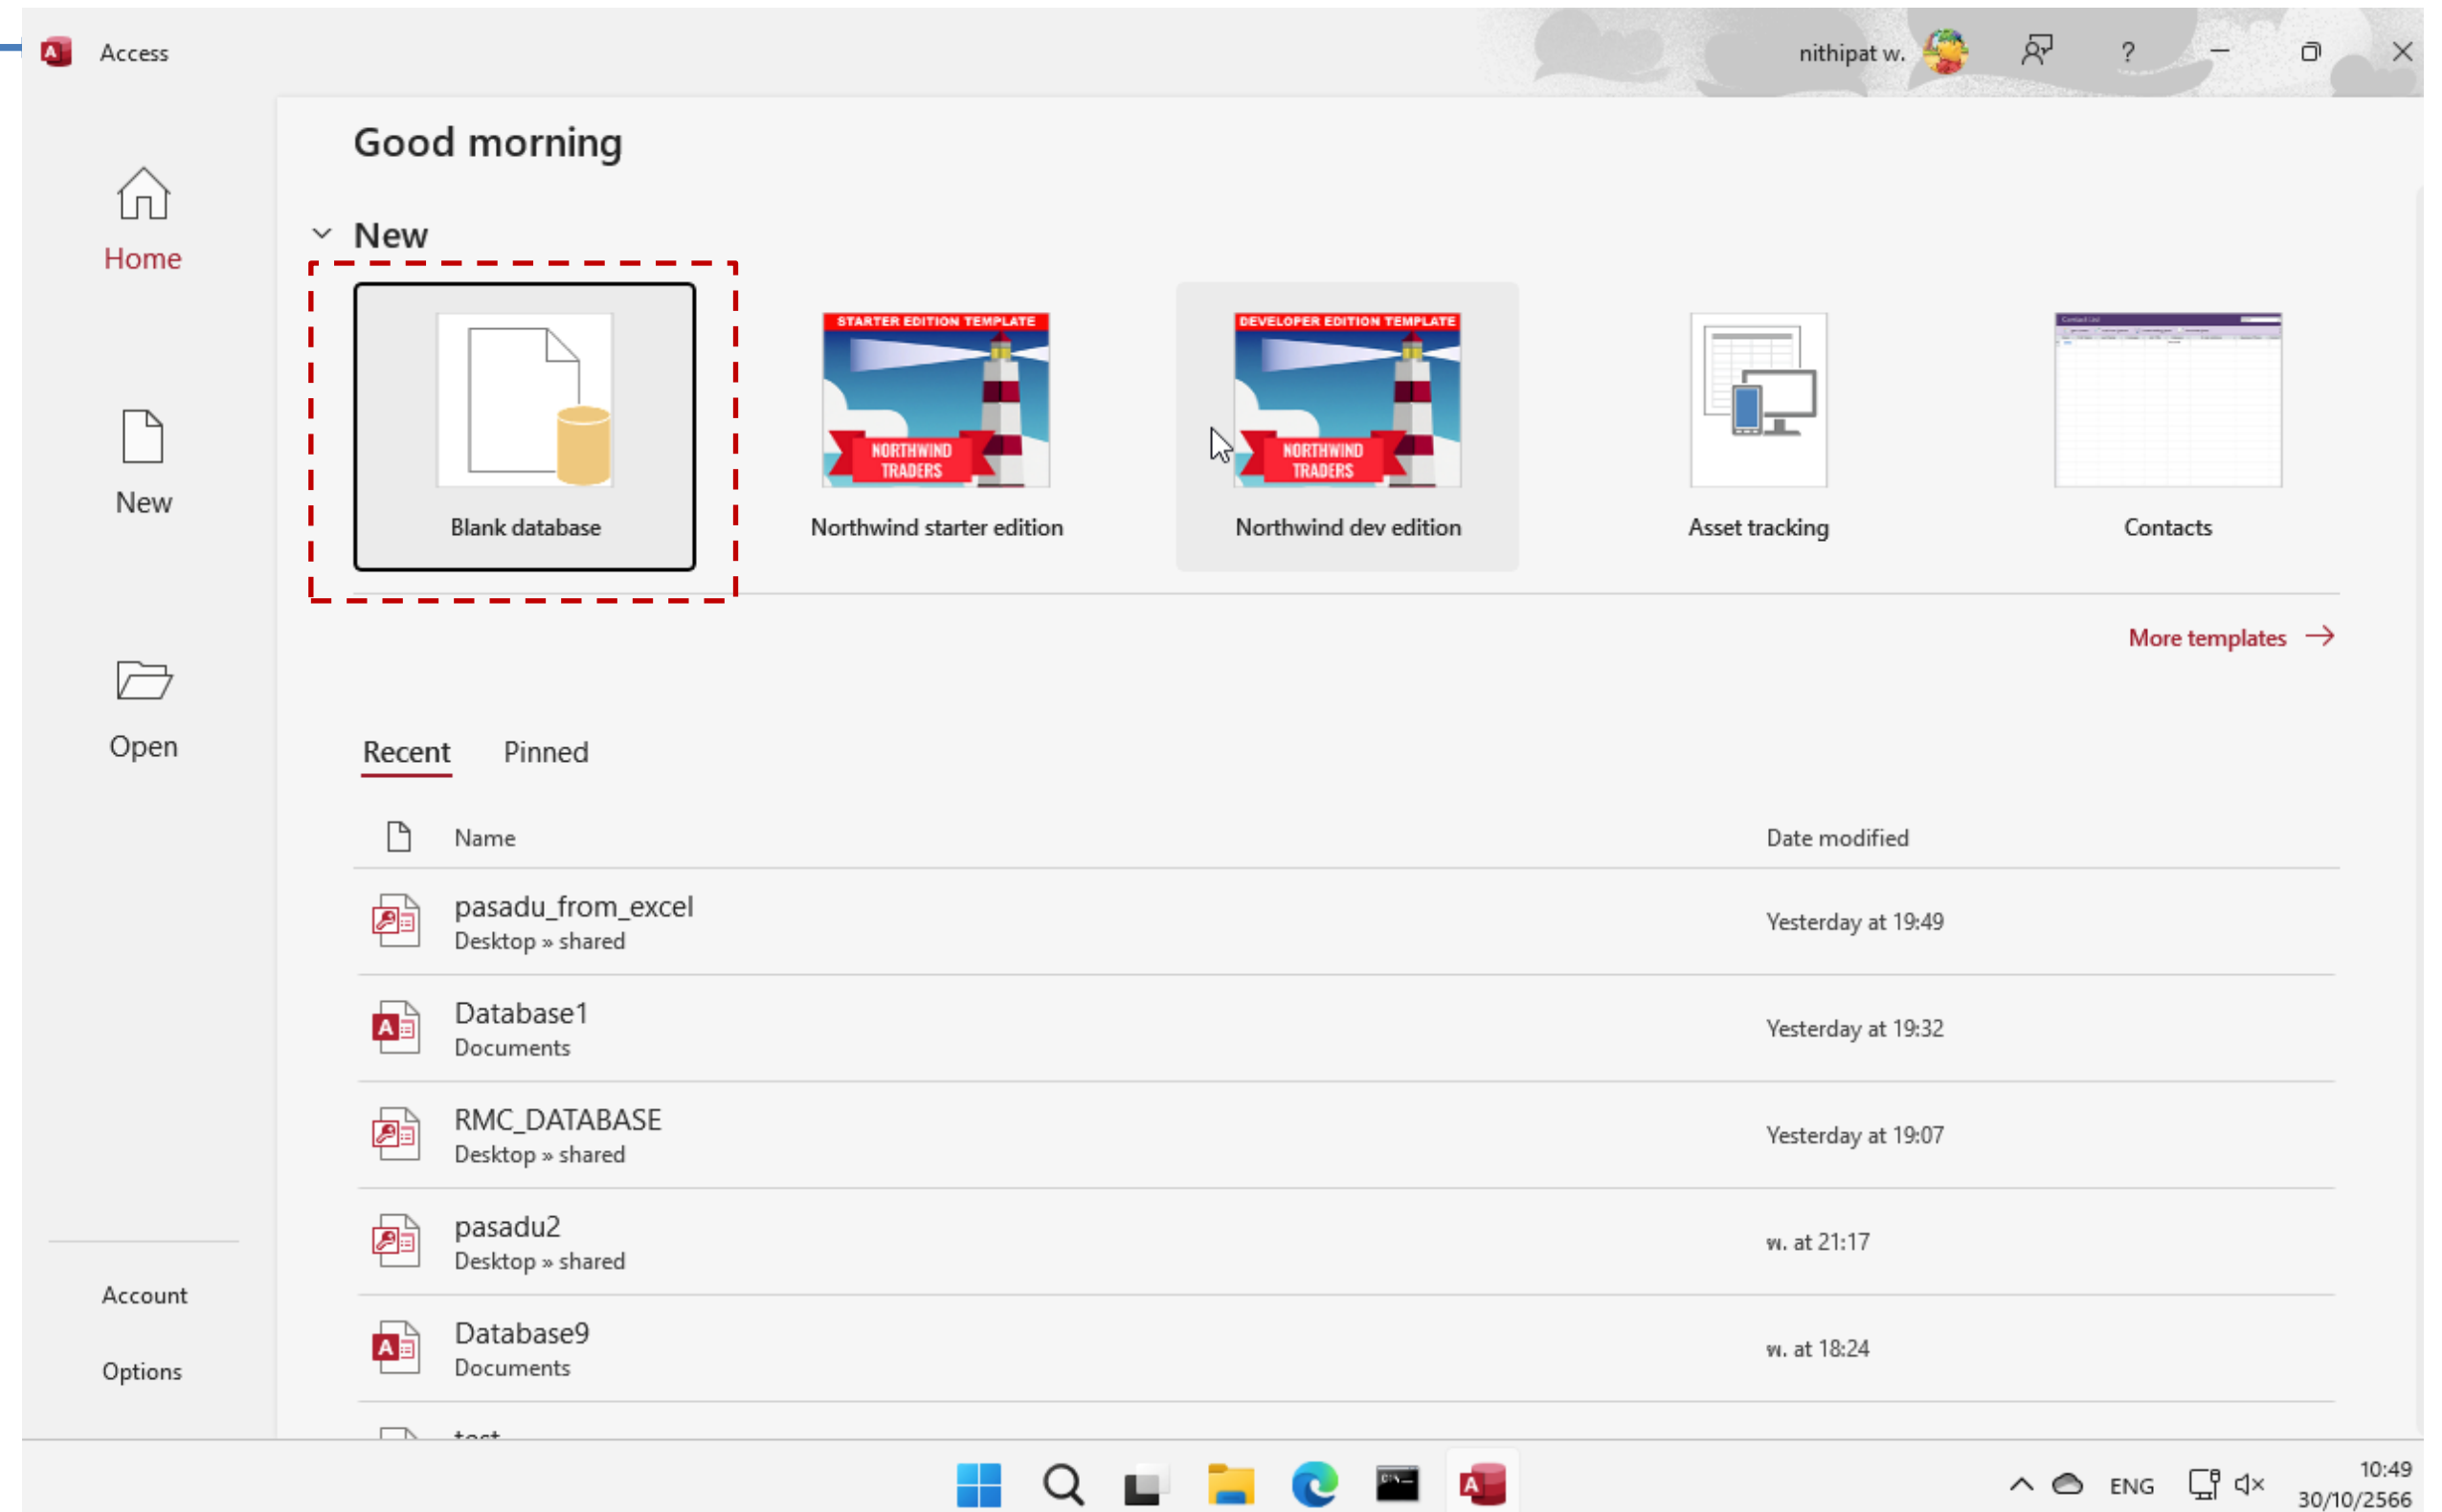 Access
nithipat w.
Good morning
Home
New
STARTER EDITION TEMPLATE
NORTHWIND
TRADERS
DEVELOPER EDITION TEMPLATE
NORTHWIND
TRADERS
Contact List
Blank database
Northwind starter edition
Northwind dev edition
Asset tracking
Contacts
New
More templates
Open
Recent
Pinned
Name
Date modified
pasadu_from_excel
Desktop » shared
Yesterday at 19:49
Database1
Documents
Yesterday at 19:32
RMC_DATABASE
Desktop » shared
Yesterday at 19:07
pasadu2
Desktop » shared
พ. at 21:17
Database9
Documents
พ. at 18:24
Account
Options
ENG
10:49
30/10/2566